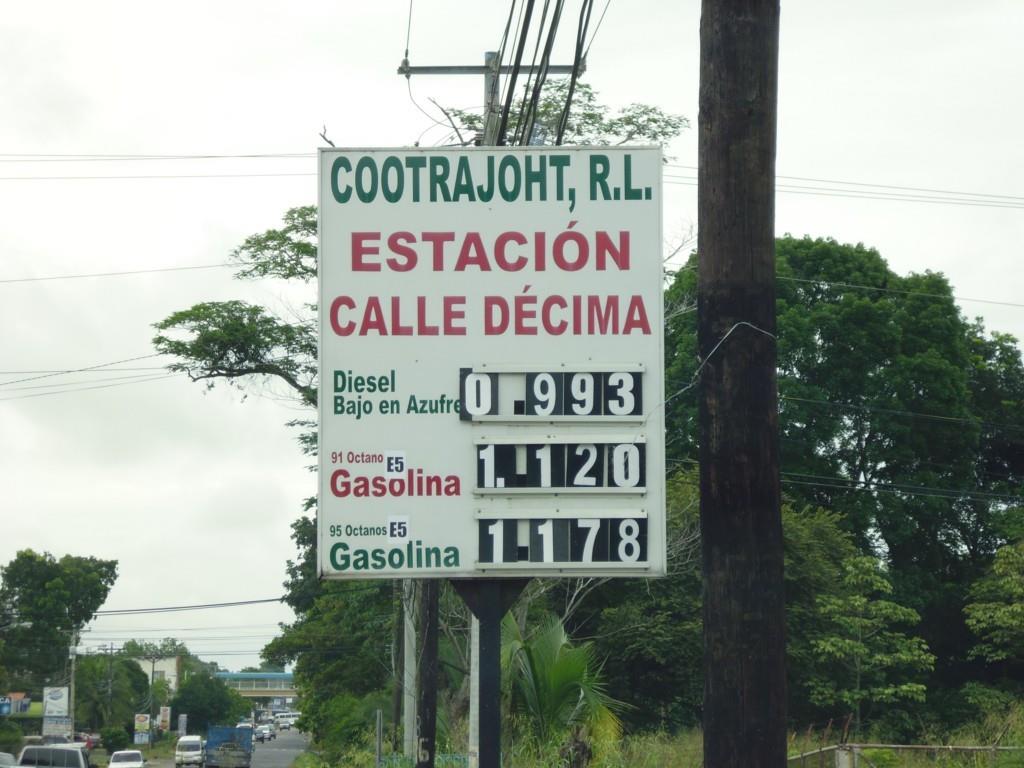 COOTRAJOHT, R.L.
ESTACIÓN
CALLE DÉCIMA
Diesel
Bajo en Azufre 0.993
91 Octano E5
Gasolina 1.120
95 Octanos E5
Gasolina 1.178